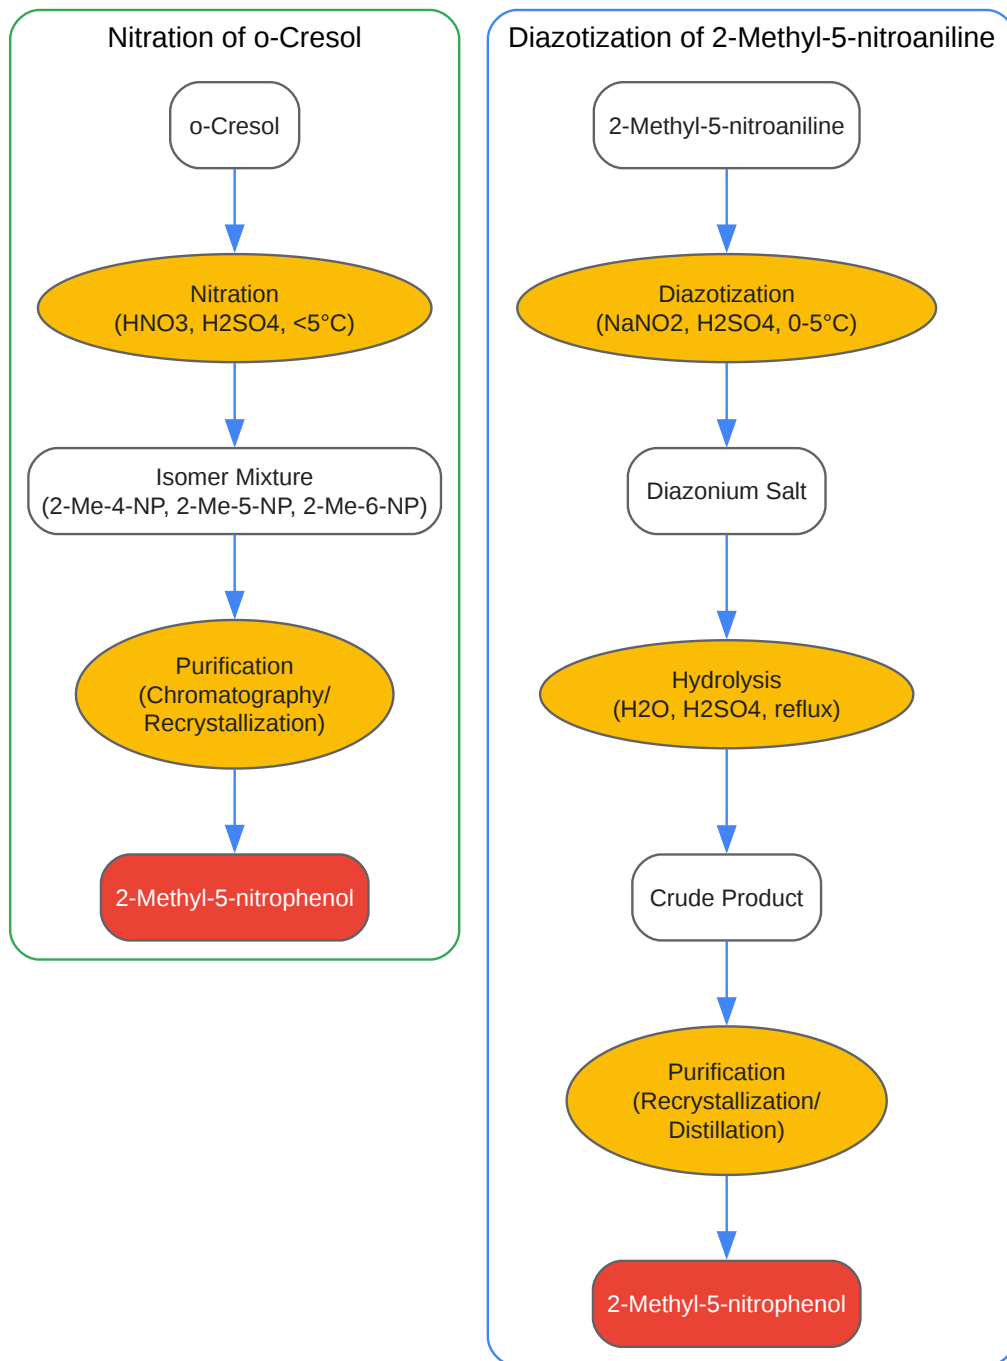 Nitration of o-Cresol
o-Cresol
Nitration
(HNO3, H2SO4, <5°C)
Isomer Mixture
(2-Me-4-NP, 2-Me-5-NP, 2-Me-6-NP)
Purification
(Chromatography/
Recrystallization)
2-Methyl-5-nitrophenol
Diazotization of 2-Methyl-5-nitroaniline
2-Methyl-5-nitroaniline
Diazotization
(NaNO2, H2SO4, 0-5°C)
Diazonium Salt
Hydrolysis
(H2O, H2SO4, reflux)
Crude Product
Purification
(Recrystallization/
Distillation)
2-Methyl-5-nitrophenol